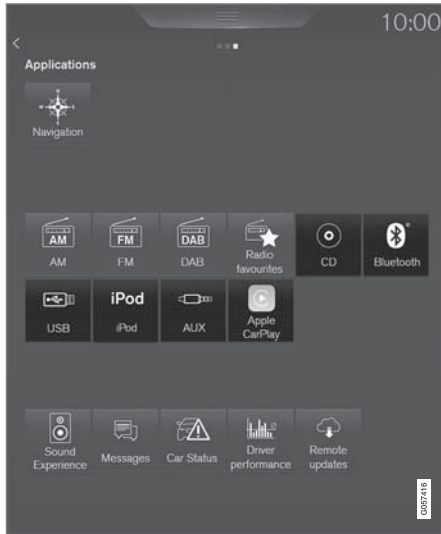 10:00
Applications
Navigation
AM FM DAB
AM FM DAB Radio favourites CD Bluetooth
iPod
USB iPod AUX Apple CarPlay
Sound Experience Messages Car Status Driver performance Remote updates
G057416